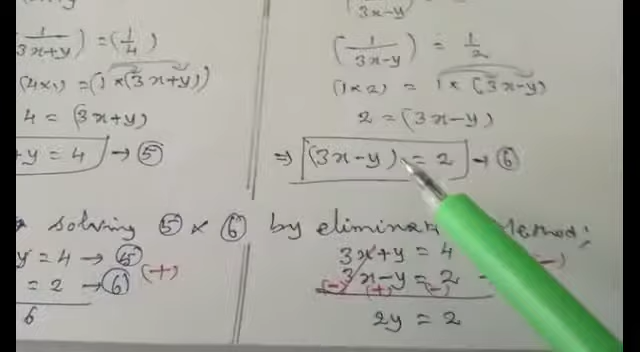 (1/3x+y) = (1/4)
(4×1) = (1×(3x+y))
4 = (3x+y)
+y = 4 → ⑤
3x-y)
(1/3x-y) = 1/2
(1×2) = 1×(3x-y)
2 = (3x-y)
⇒ (3x-y) = 2 → ⑥
solving ⑤ × ⑥ by elimina method:
y = 4 → ⑤
= 2 → ⑥ (+)
6
3x+y = 4
3x-y = 2 -
(-) (+) (-)
2y = 2